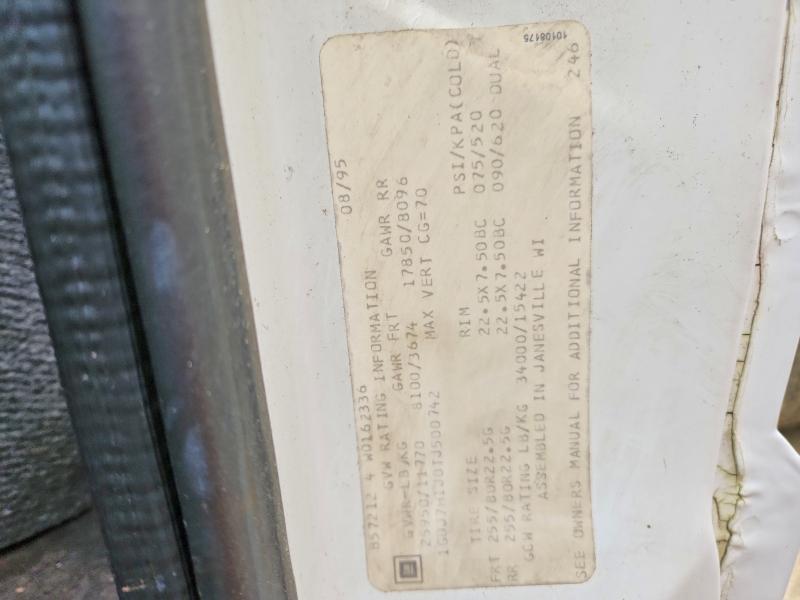 857212 4 W0162336 08/95
GVW RATING INFORMATION
GVWR-LB/KG GAWR FRT GAWR RR
25950/11770 8100/3674 17850/8096
MAX VERT CG=70
TIRE SIZE RIM PSI/KPA(COLD)
FRT 255/80R22.5G 22.5X7.50BC 075/520
RR 255/80R22.5G 22.5X7.50BC 090/620 DUAL
GCW RATING LB/KG 34000/15422
ASSEMBLED IN JANESVILLE WI
SEE OWNERS MANUAL FOR ADDITIONAL INFORMATION 246
10108175
GM